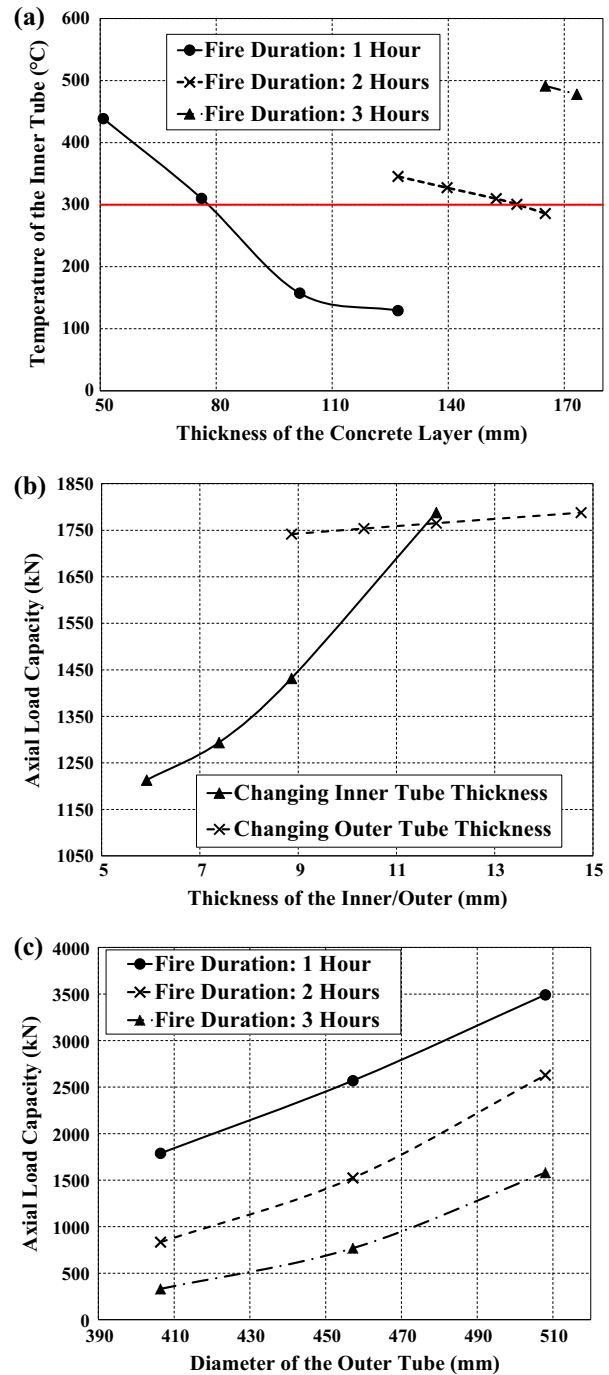 (a)
600
500
400
300
200
100
0
Temperature of the Inner Tube (°C)
Fire Duration: 1 Hour
Fire Duration: 2 Hours
Fire Duration: 3 Hours
50 80 110 140 170
Thickness of the Concrete Layer (mm)
(b)
1850
1750
1650
1550
1450
1350
1250
1150
1050
Axial Load Capacity (kN)
Changing Inner Tube Thickness
Changing Outer Tube Thickness
5 7 9 11 13 15
Thickness of the Inner/Outer (mm)
(c)
4000
3500
3000
2500
2000
1500
1000
500
0
Axial Load Capacity (kN)
Fire Duration: 1 Hour
Fire Duration: 2 Hours
Fire Duration: 3 Hours
390 410 430 450 470 490 510
Diameter of the Outer Tube (mm)